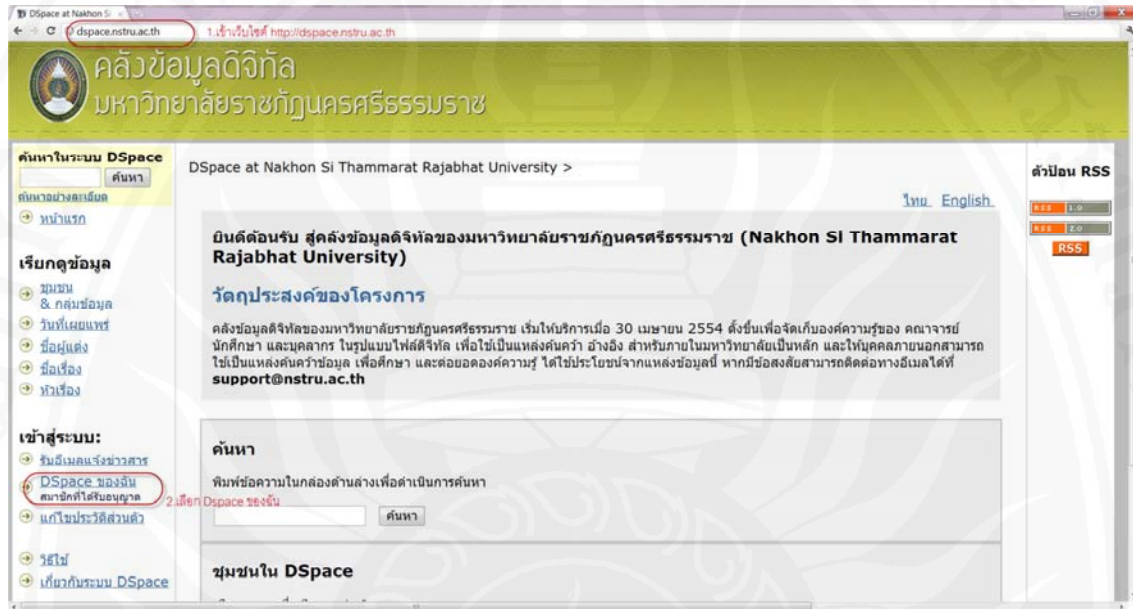 DSpace at Nakhon S
dspace.nstru.ac.th
1.เข้าเว็บไซต์ http://dspace.nstru.ac.th
คลังข้อมูลดิจิทัล
มหาวิทยาลัยราชภัฏนครศรีธรรมราช
ค้นหาในระบบ DSpace
ค้นหา
ค้นหาอย่างละเอียด
หน้าแรก
เรียกดูข้อมูล
ชุมชน
& กลุ่มข้อมูล
วันที่เผยแพร่
ชื่อผู้แต่ง
ชื่อเรื่อง
หัวเรื่อง
เข้าสู่ระบบ:
รับอีเมลแจ้งข่าวสาร
DSpace ของฉัน
สมาชิกที่ได้รับอนุญาต
2.เลือก Dspace ของฉัน
แก้ไขประวัติส่วนตัว
วิธีใช้
เกี่ยวกับระบบ DSpace
DSpace at Nakhon Si Thammarat Rajabhat University >
ไทย English
ยินดีต้อนรับ สู่คลังข้อมูลดิจิทัลของมหาวิทยาลัยราชภัฏนครศรีธรรมราช (Nakhon Si Thammarat
Rajabhat University)
วัตถุประสงค์ของโครงการ
คลังข้อมูลดิจิทัลของมหาวิทยาลัยราชภัฏนครศรีธรรมราช เริ่มให้บริการเมื่อ 30 เมษายน 2554 ตั้งขึ้นเพื่อจัดเก็บองค์ความรู้ของ คณาจารย์
นักศึกษา และบุคลากร ในรูปแบบไฟล์ดิจิทัล เพื่อใช้เป็นแหล่งค้นคว้า อ้างอิง สำหรับภายในมหาวิทยาลัยเป็นหลัก และให้บุคคลภายนอกสามารถ
ใช้เป็นแหล่งค้นคว้าข้อมูล เพื่อศึกษา และต่อยอดองค์ความรู้ ได้ใช้ประโยชน์จากแหล่งข้อมูลนี้ หากมีข้อสงสัยสามารถติดต่อทางอีเมลได้ที่
support@nstru.ac.th
ค้นหา
พิมพ์ข้อความในกล่องด้านล่างเพื่อดำเนินการค้นหา
ค้นหา
ชุมชนใน DSpace
ตัวป้อน RSS
RSS 1.0
RSS 2.0
RSS